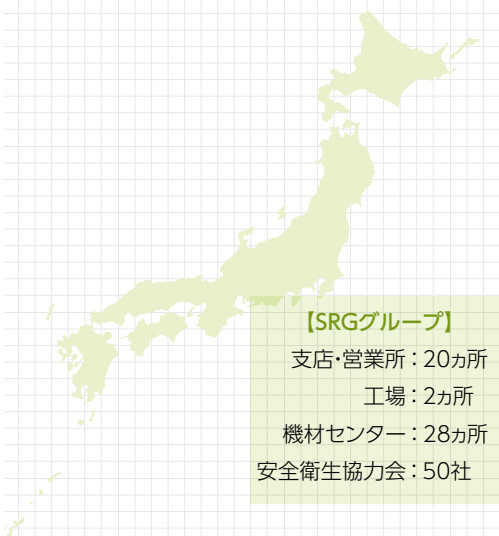 【SRGグループ】
支店・営業所：20ヵ所
工場：2ヵ所
機材センター：28ヵ所
安全衛生協力会：50社